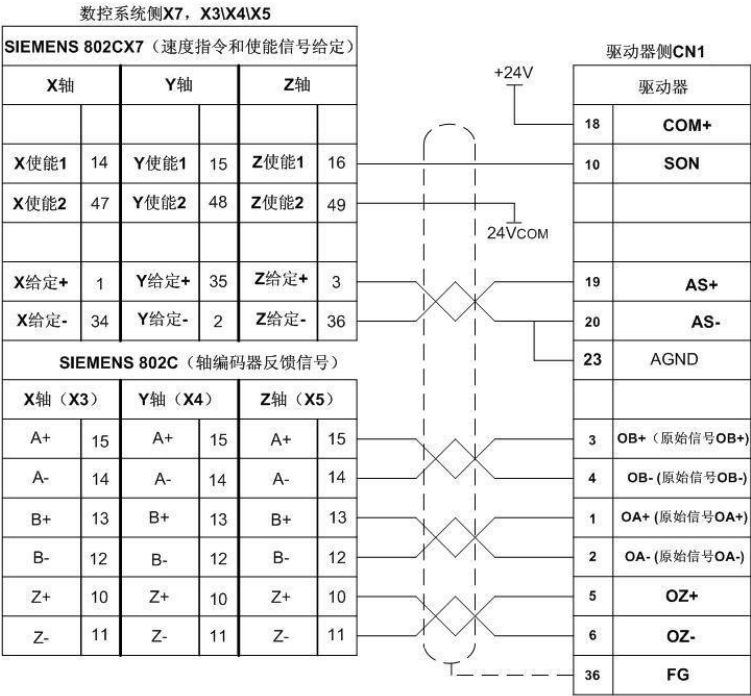 数控系统侧X7，X3\X4\X5
SIEMENS 802CX7（速度指令和使能信号给定）
X轴 Y轴 Z轴
X使能1 14 Y使能1 15 Z使能1 16
X使能2 47 Y使能2 48 Z使能2 49
X给定+ 1 Y给定+ 35 Z给定+ 3
X给定- 34 Y给定- 2 Z给定- 36
SIEMENS 802C（轴编码器反馈信号）
X轴（X3） Y轴（X4） Z轴（X5）
A+ 15 A+ 15 A+ 15
A- 14 A- 14 A- 14
B+ 13 B+ 13 B+ 13
B- 12 B- 12 B- 12
Z+ 10 Z+ 10 Z+ 10
Z- 11 Z- 11 Z- 11
+24V
24VCOM
驱动器侧CN1
驱动器
18 COM+
10 SON
19 AS+
20 AS-
23 AGND
3 OB+（原始信号OB+)
4 OB- (原始信号OB-)
1 OA+ (原始信号OA+)
2 OA- (原始信号OA-)
5 OZ+
6 OZ-
36 FG